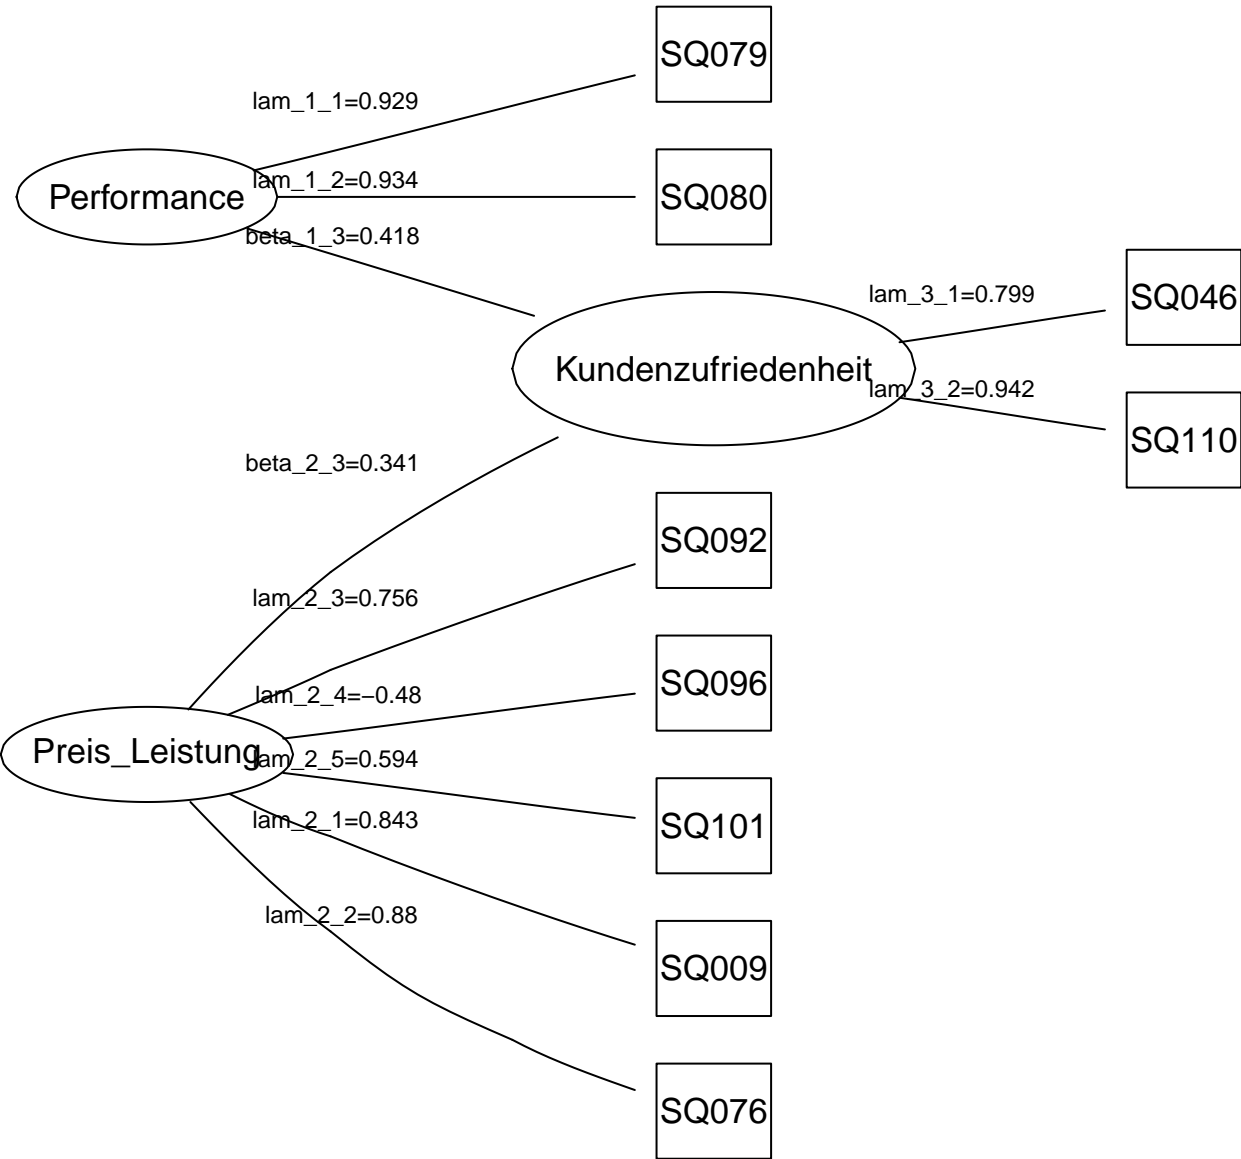 SQ079
lam_1_1=0.929
Performance
lam_1_2=0.934
SQ080
beta_1_3=0.418
lam_3_1=0.799
SQ046
Kundenzufriedenheit
lam_3_2=0.942
SQ110
beta_2_3=0.341
SQ092
lam_2_3=0.756
SQ096
lam_2_4=−0.48
Preis_Leistung
lam_2_5=0.594
SQ101
lam_2_1=0.843
lam_2_2=0.88
SQ009
SQ076